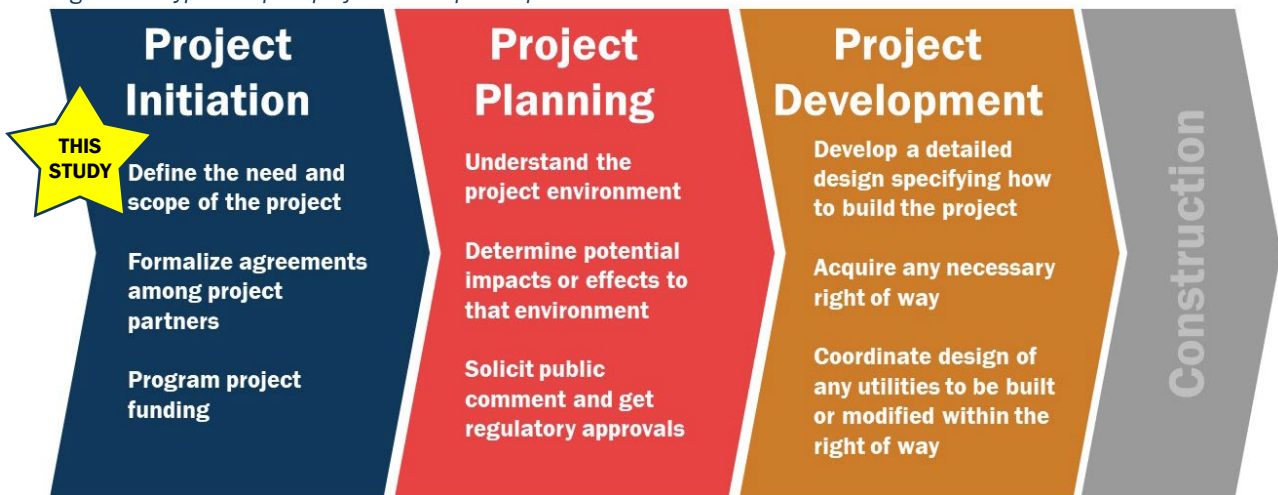 Project
Initiation
THIS
STUDY
Define the need and
scope of the project
Formalize agreements
among project
partners
Program project
funding
Project
Planning
Understand the
project environment
Determine potential
impacts or effects to
that environment
Solicit public
comment and get
regulatory approvals
Project
Development
Develop a detailed
design specifying how
to build the project
Acquire any necessary
right of way
Coordinate design of
any utilities to be built
or modified within the
right of way
Construction